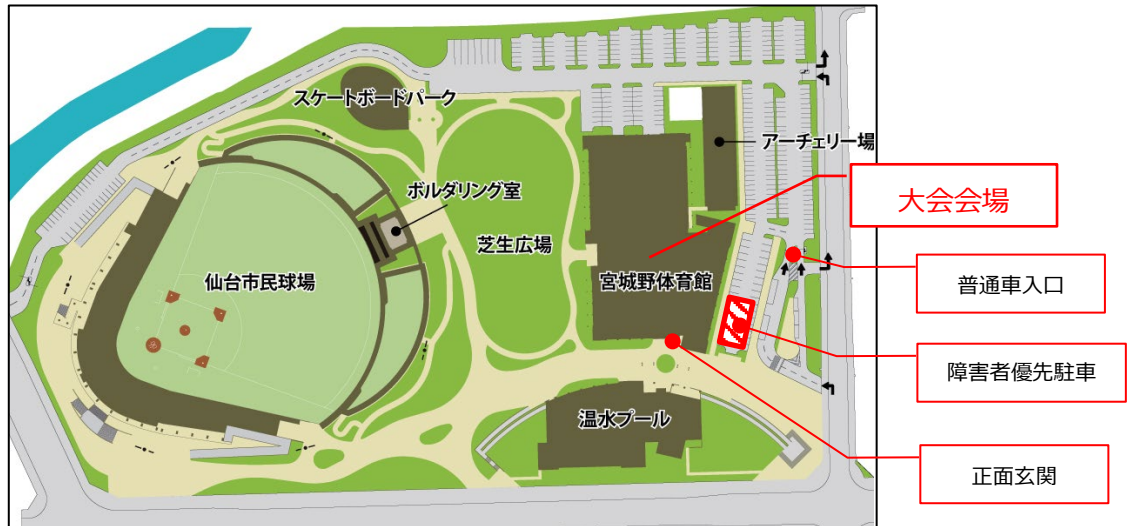 スケートボードパーク
アーチェリー場
大会会場
ボルダリング室
芝生広場
仙台市民球場
宮城野体育館
普通車入口
障害者優先駐車
温水プール
正面玄関